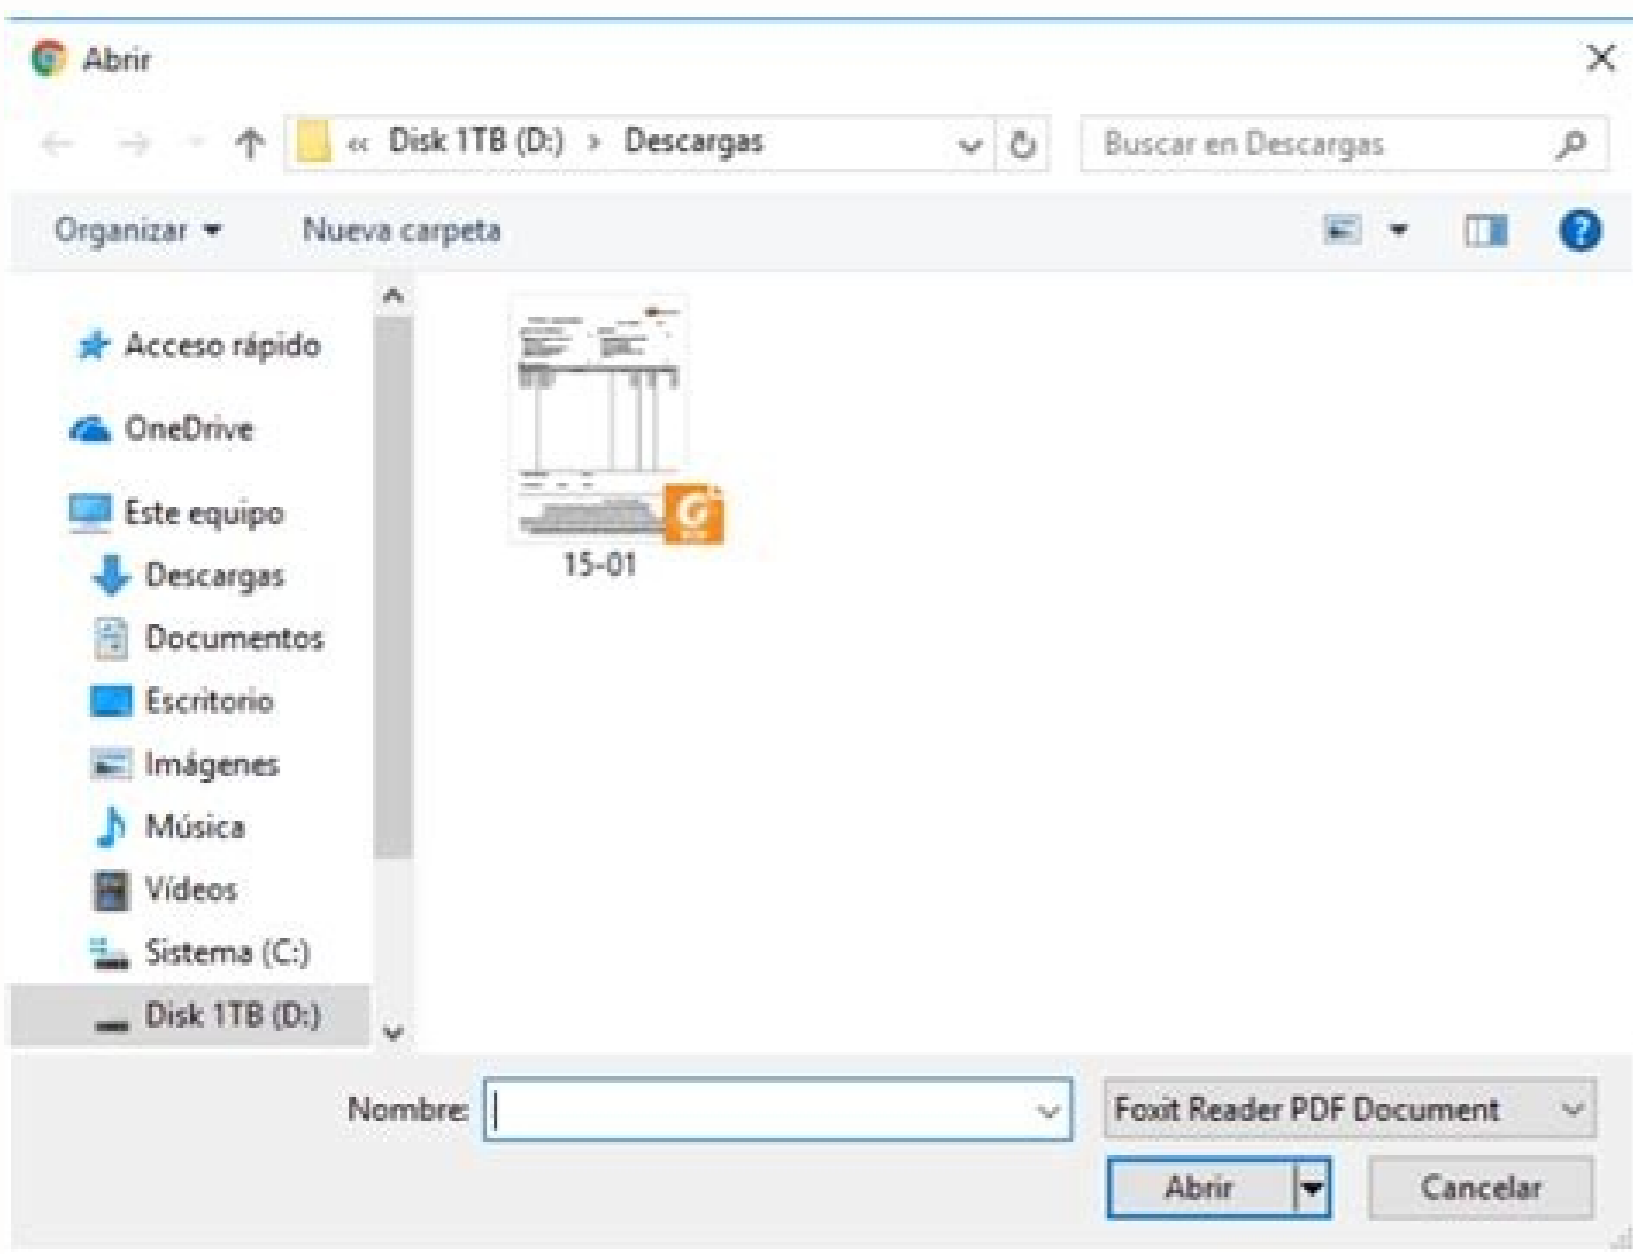 Abrir
« Disk 1TB (D:) > Descargas
Buscar en Descargas
Organizar
Nueva carpeta
Acceso rápido
OneDrive
Este equipo
Descargas
Documentos
Escritorio
Imágenes
Música
Vídeos
Sistema (C:)
Disk 1TB (D:)
15-01
Nombre:
Foxit Reader PDF Document
Abrir
Cancelar